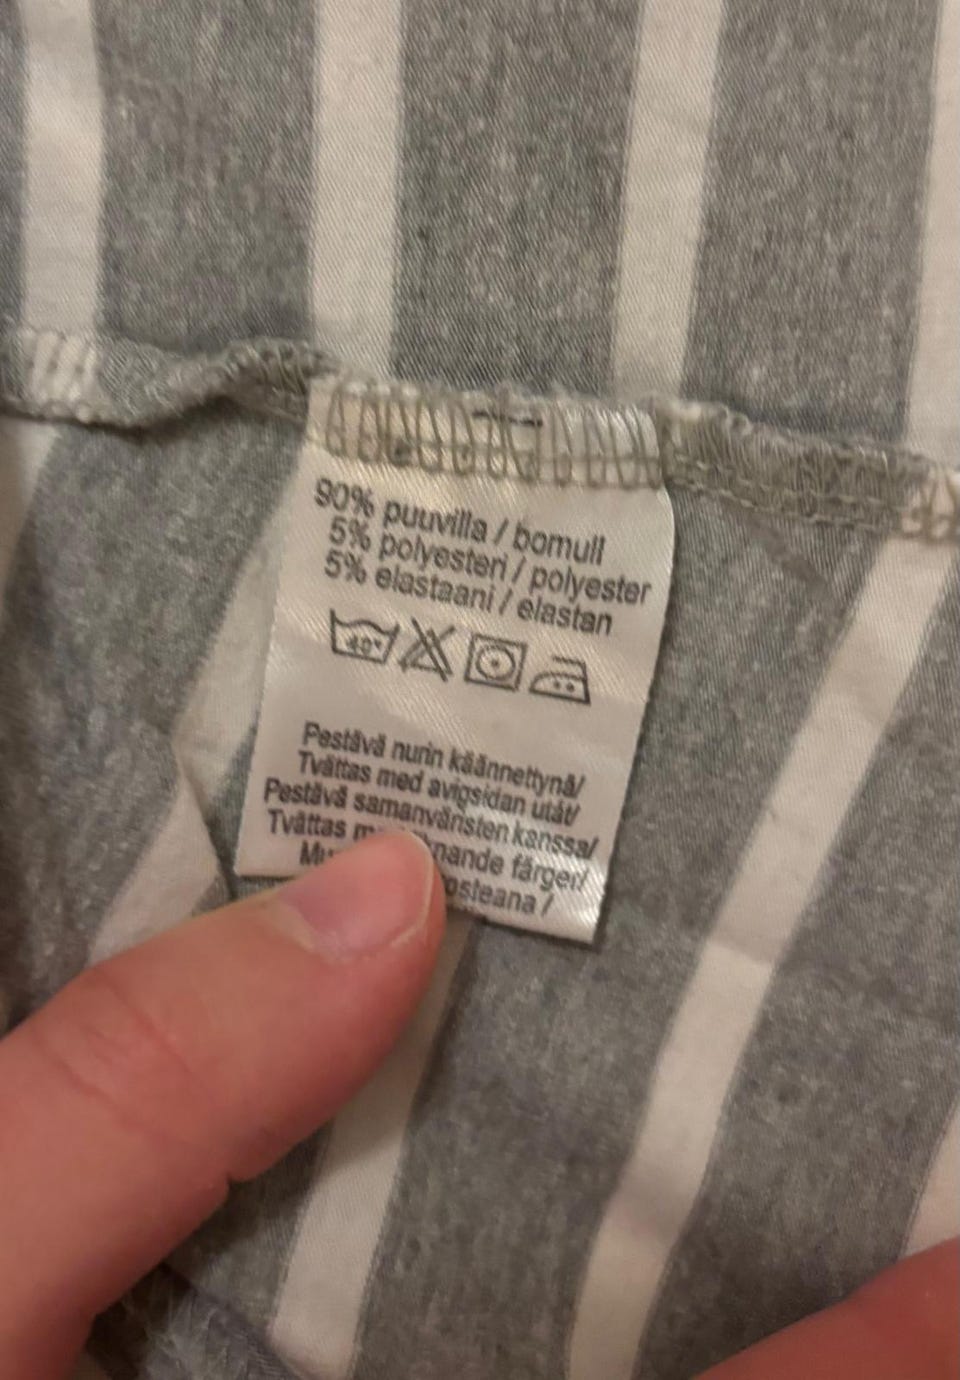 90% puuvilla / bomull
5% polyesteri / polyester
5% elastaani / elastan
40°
Pestävä nurin käännettynä/
Tvättas med avigsidan utåt/
Pestävä samanväristen kanssa/
Tvättas färger/
/